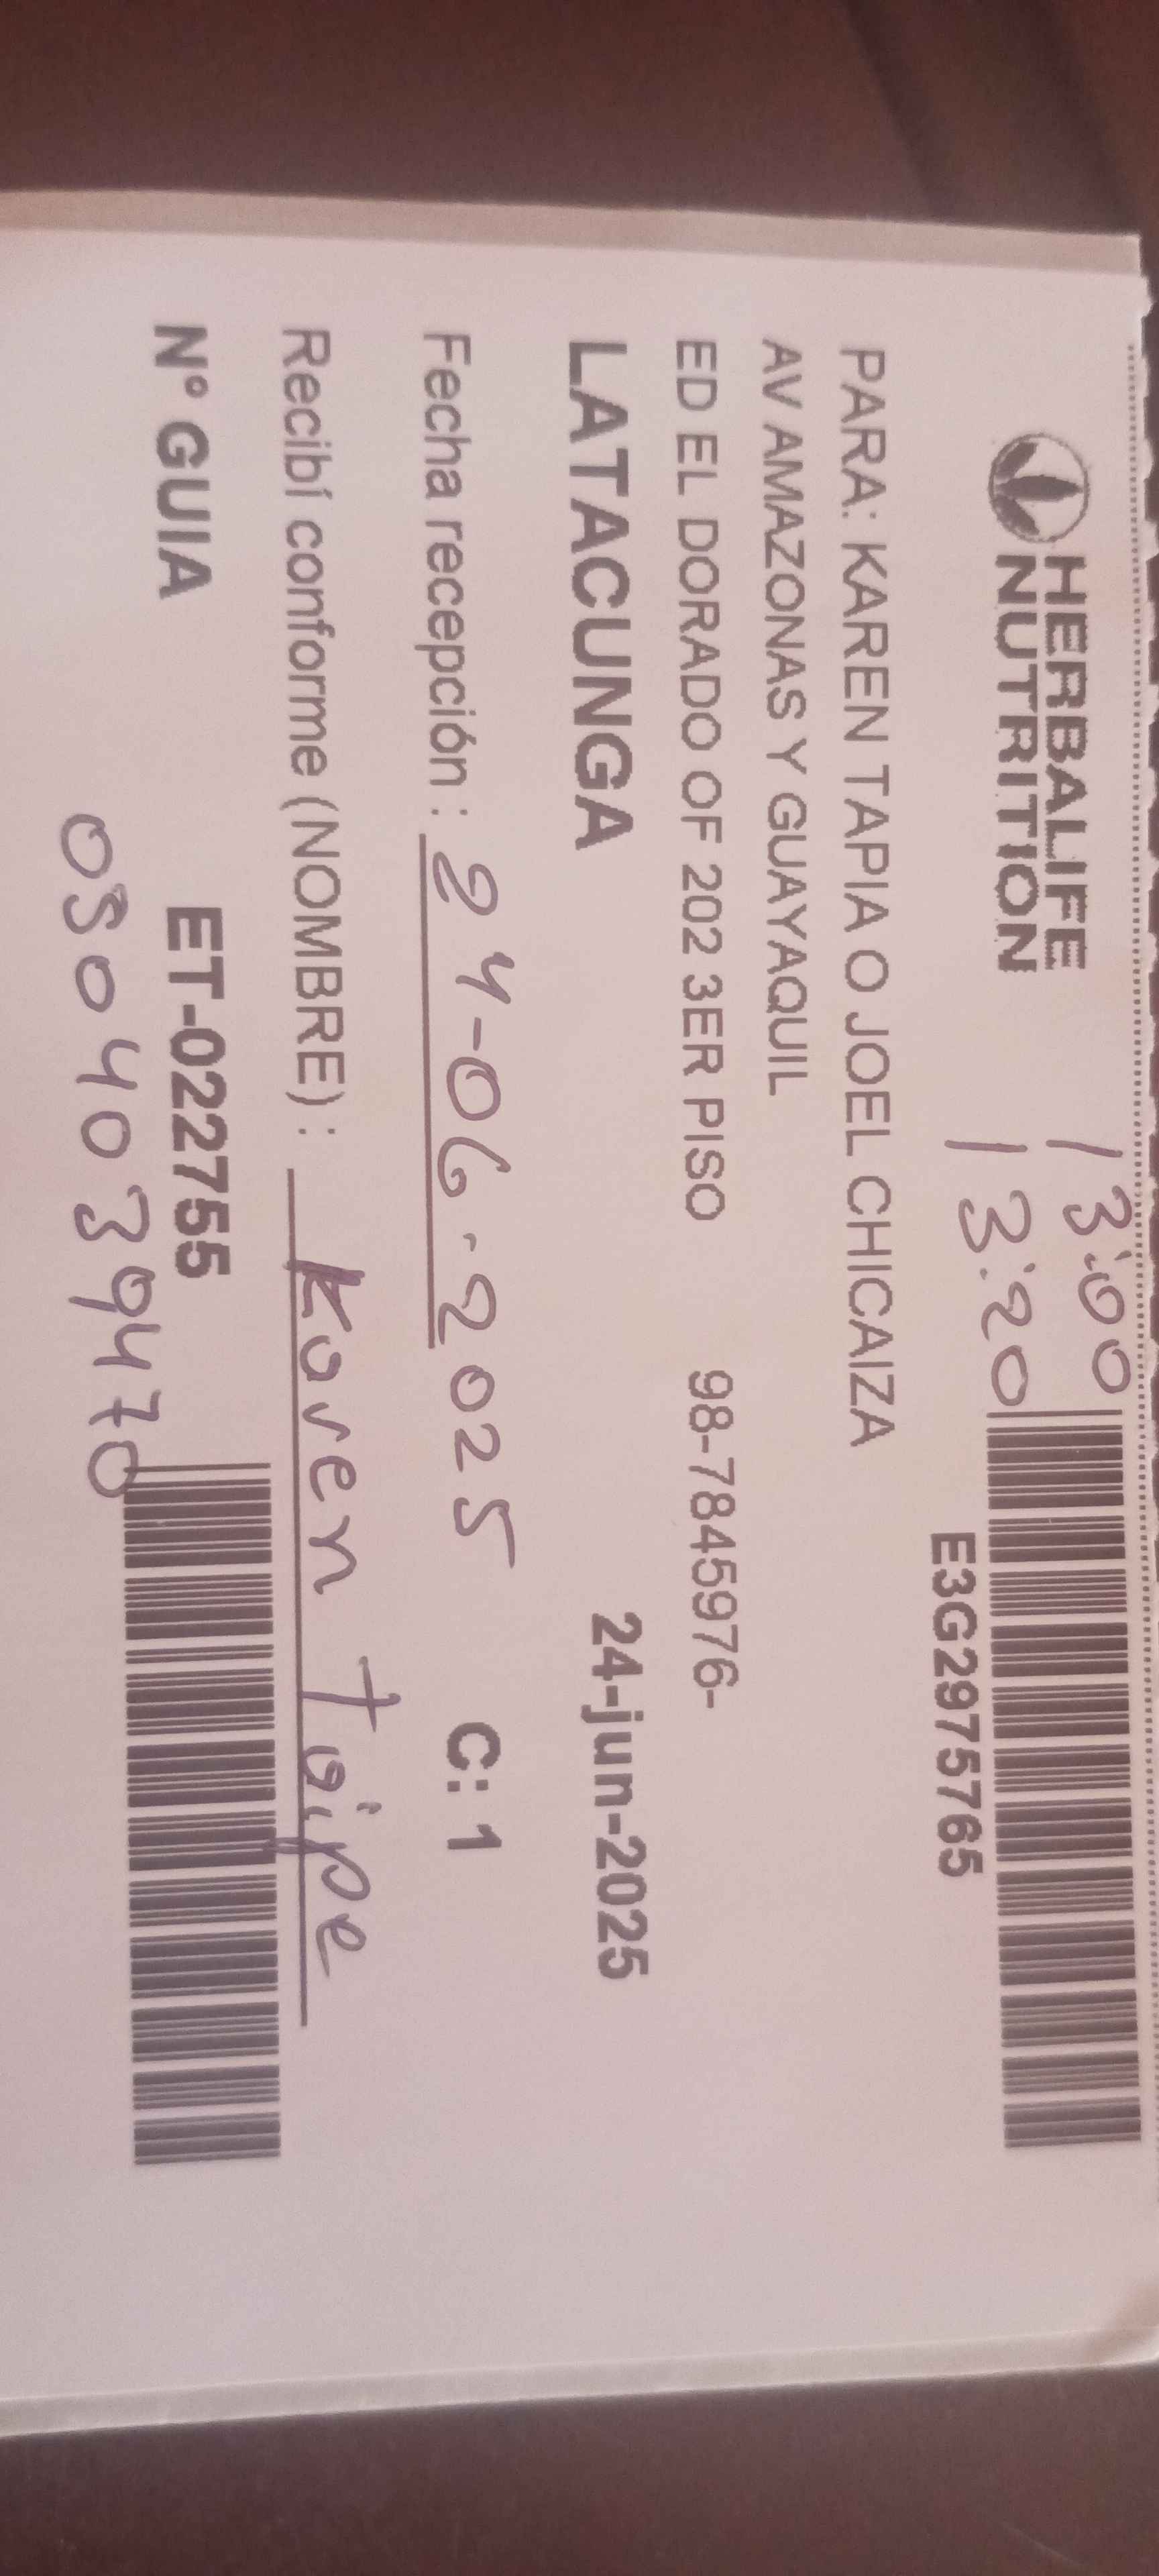 HERBALIFE
NUTRITION
13:00
13:20
E3G2975765
PARA: KAREN TAPIA O JOEL CHICAIZA
AV AMAZONAS Y GUAYAQUIL
ED EL DORADO OF 202 3ER PISO 98-7845976-
LATACUNGA 24-jun-2025
Fecha recepción : 24-06-2025 C: 1
Recibí conforme (NOMBRE) : Karen Taipe
N° GUIA ET-022755
0504039470